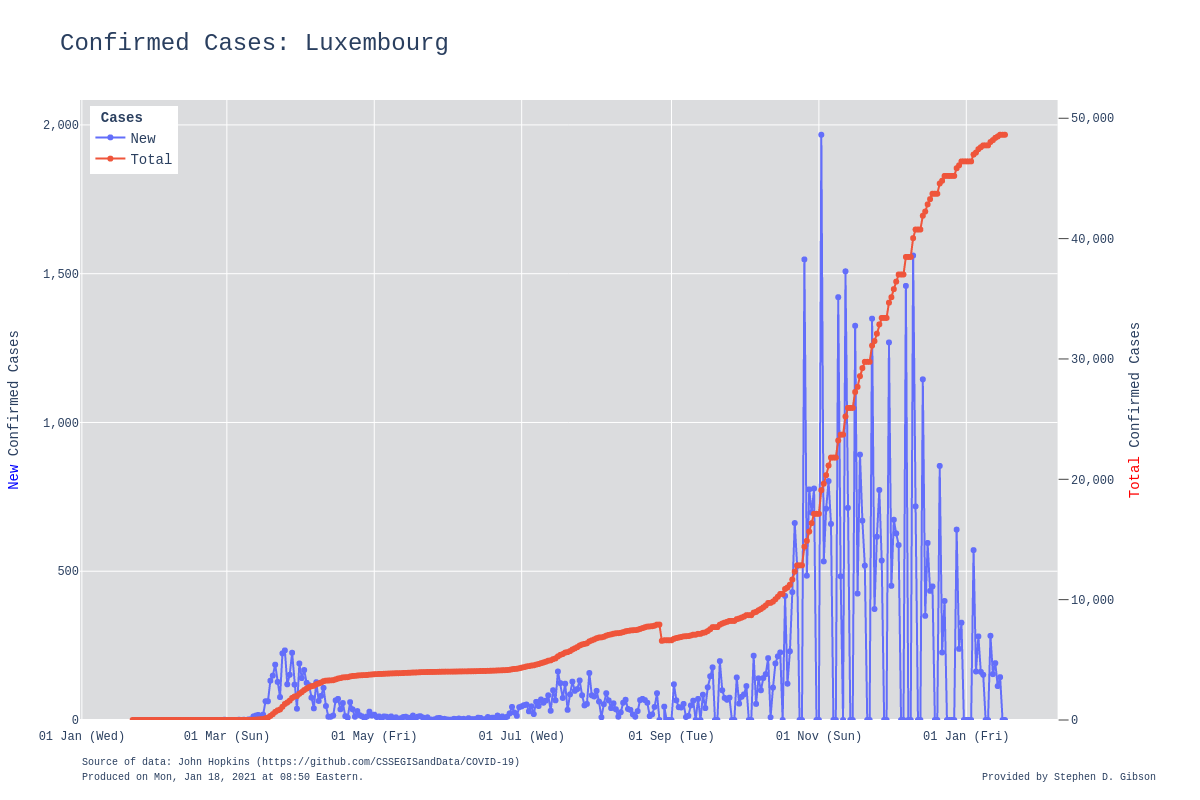 Confirmed Cases: Luxembourg
Cases
New
Total
2,000
1,500
1,000
500
0
50,000
40,000
30,000
20,000
10,000
0
New Confirmed Cases
Total Confirmed Cases
01 Jan (Wed) 01 Mar (Sun) 01 May (Fri) 01 Jul (Wed) 01 Sep (Tue) 01 Nov (Sun) 01 Jan (Fri)
Source of data: John Hopkins (https://github.com/CSSEGISandData/COVID-19)
Produced on Mon, Jan 18, 2021 at 08:50 Eastern.
Provided by Stephen D. Gibson